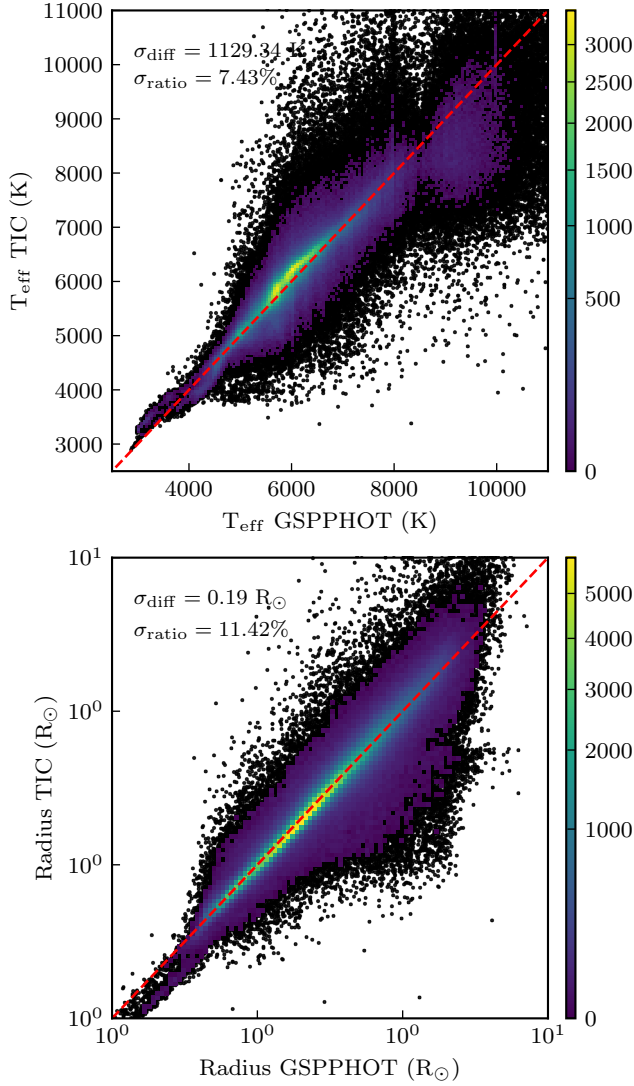 σdiff = 1129.34 K
σratio = 7.43%
11000
10000
9000
8000
7000
6000
5000
4000
3000
Teff TIC (K)
4000 6000 8000 10000
Teff GSPPHOT (K)
3000
2500
2000
1500
1000
500
0
σdiff = 0.19 R⊙
σratio = 11.42%
10¹
10⁰
10⁰
10⁰
Radius TIC (R⊙)
10⁰ 10⁰ 10⁰ 10¹
Radius GSPPHOT (R⊙)
5000
4000
3000
2000
1000
0